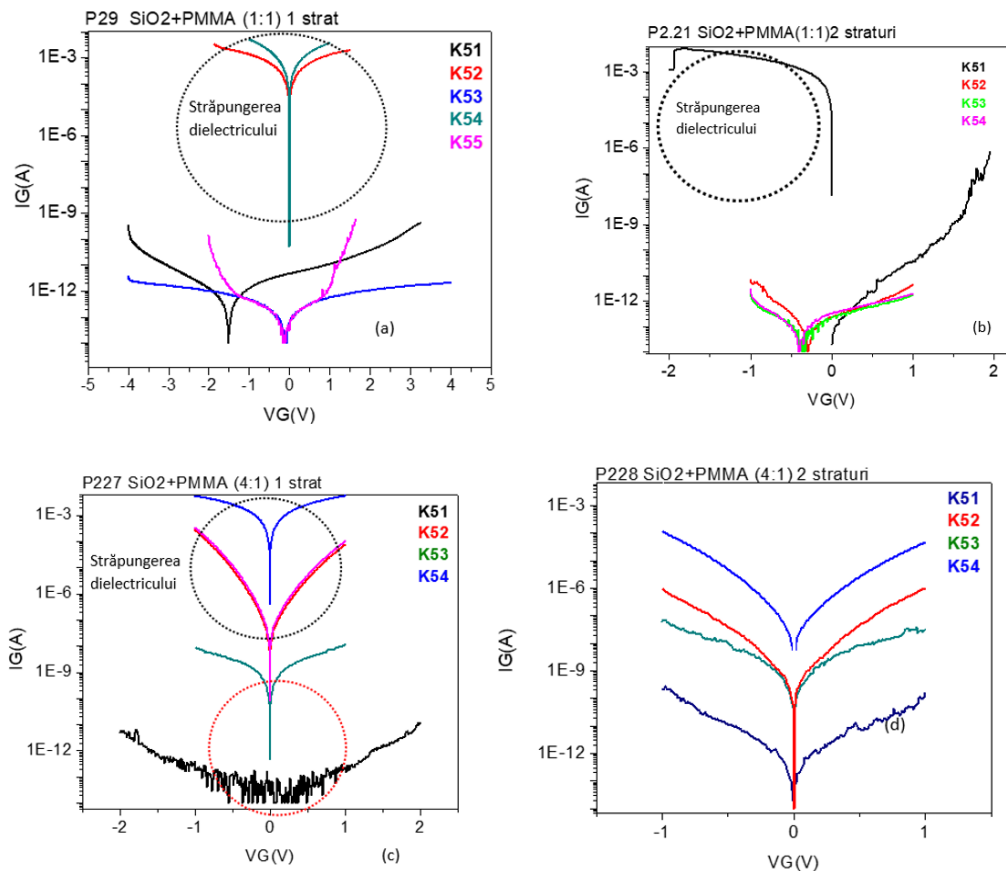 P29 SiO2+PMMA (1:1) 1 strat
1E-3
1E-6
1E-9
1E-12
IG(A)
Străpungerea
dielectricului
K51
K52
K53
K54
K55
(a)
-5 -4 -3 -2 -1 0 1 2 3 4 5
VG(V)
P2.21 SiO2+PMMA(1:1)2 straturi
1E-3
1E-6
1E-9
1E-12
IG(A)
Străpungerea
dielectricului
K51
K52
K53
K54
(b)
-2 -1 0 1 2
VG(V)
P227 SiO2+PMMA (4:1) 1 strat
1E-3
1E-6
1E-9
1E-12
IG(A)
Străpungerea
dielectricului
K51
K52
K53
K54
-2 -1 0 1 2
VG(V)
(c)
P228 SiO2+PMMA (4:1) 2 straturi
1E-3
1E-6
1E-9
1E-12
IG(A)
K51
K52
K53
K54
(d)
-1 0 1
VG(V)